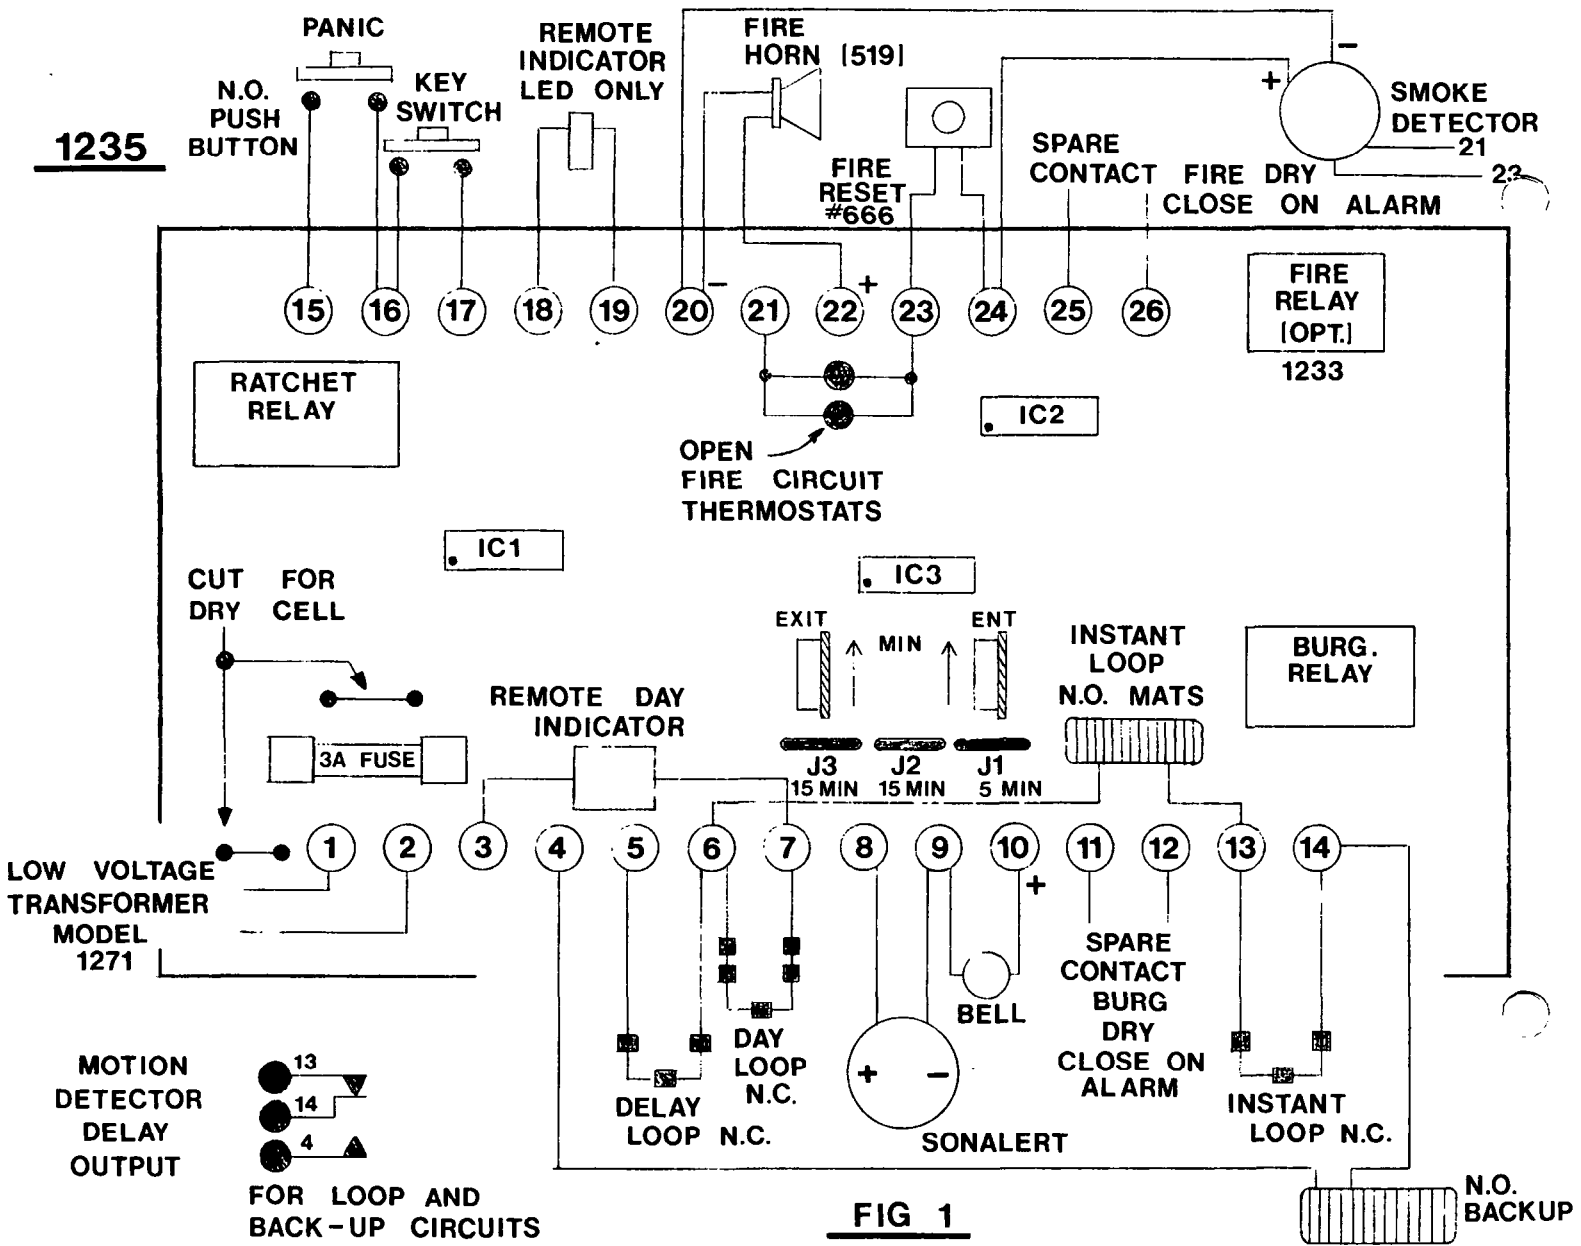 PANIC
REMOTE
INDICATOR
LED ONLY
FIRE
HORN [519]
N.O.
PUSH
BUTTON
KEY
SWITCH
−
+
SMOKE
DETECTOR
21
1235
FIRE
RESET
#666
SPARE
CONTACT
FIRE DRY
CLOSE ON ALARM
−
+
15
16
17
18
19
20
21
22
23
24
25
26
FIRE
RELAY
[OPT.]
1233
RATCHET
RELAY
IC2
OPEN
FIRE CIRCUIT
THERMOSTATS
IC1
IC3
CUT FOR
DRY CELL
EXIT
MIN
ENT
INSTANT
LOOP
N.O. MATS
BURG.
RELAY
REMOTE DAY
INDICATOR
3A FUSE
J3
15 MIN
J2
15 MIN
J1
5 MIN
1
2
3
4
5
6
7
8
9
10
11
12
13
14
+
LOW VOLTAGE
TRANSFORMER
MODEL
1271
SPARE
CONTACT
BURG
DRY
CLOSE ON
ALARM
BELL
DAY
LOOP
N.C.
DELAY
LOOP N.C.
+ −
SONALERT
INSTANT
LOOP N.C.
MOTION
DETECTOR
DELAY
OUTPUT
13
14
4
FOR LOOP AND
BACK-UP CIRCUITS
FIG 1
N.O.
BACKUP